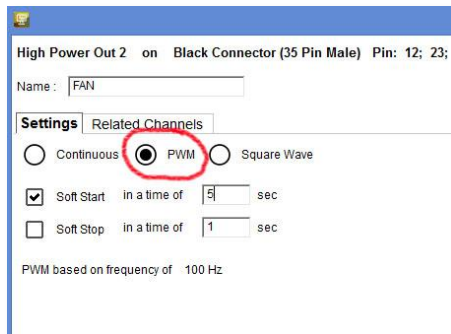 High Power Out 2 on Black Connector (35 Pin Male) Pin: 12; 23;
Name : FAN
Settings Related Channels
Continuous PWM Square Wave
Soft Start in a time of 5 sec
Soft Stop in a time of 1 sec
PWM based on frequency of 100 Hz